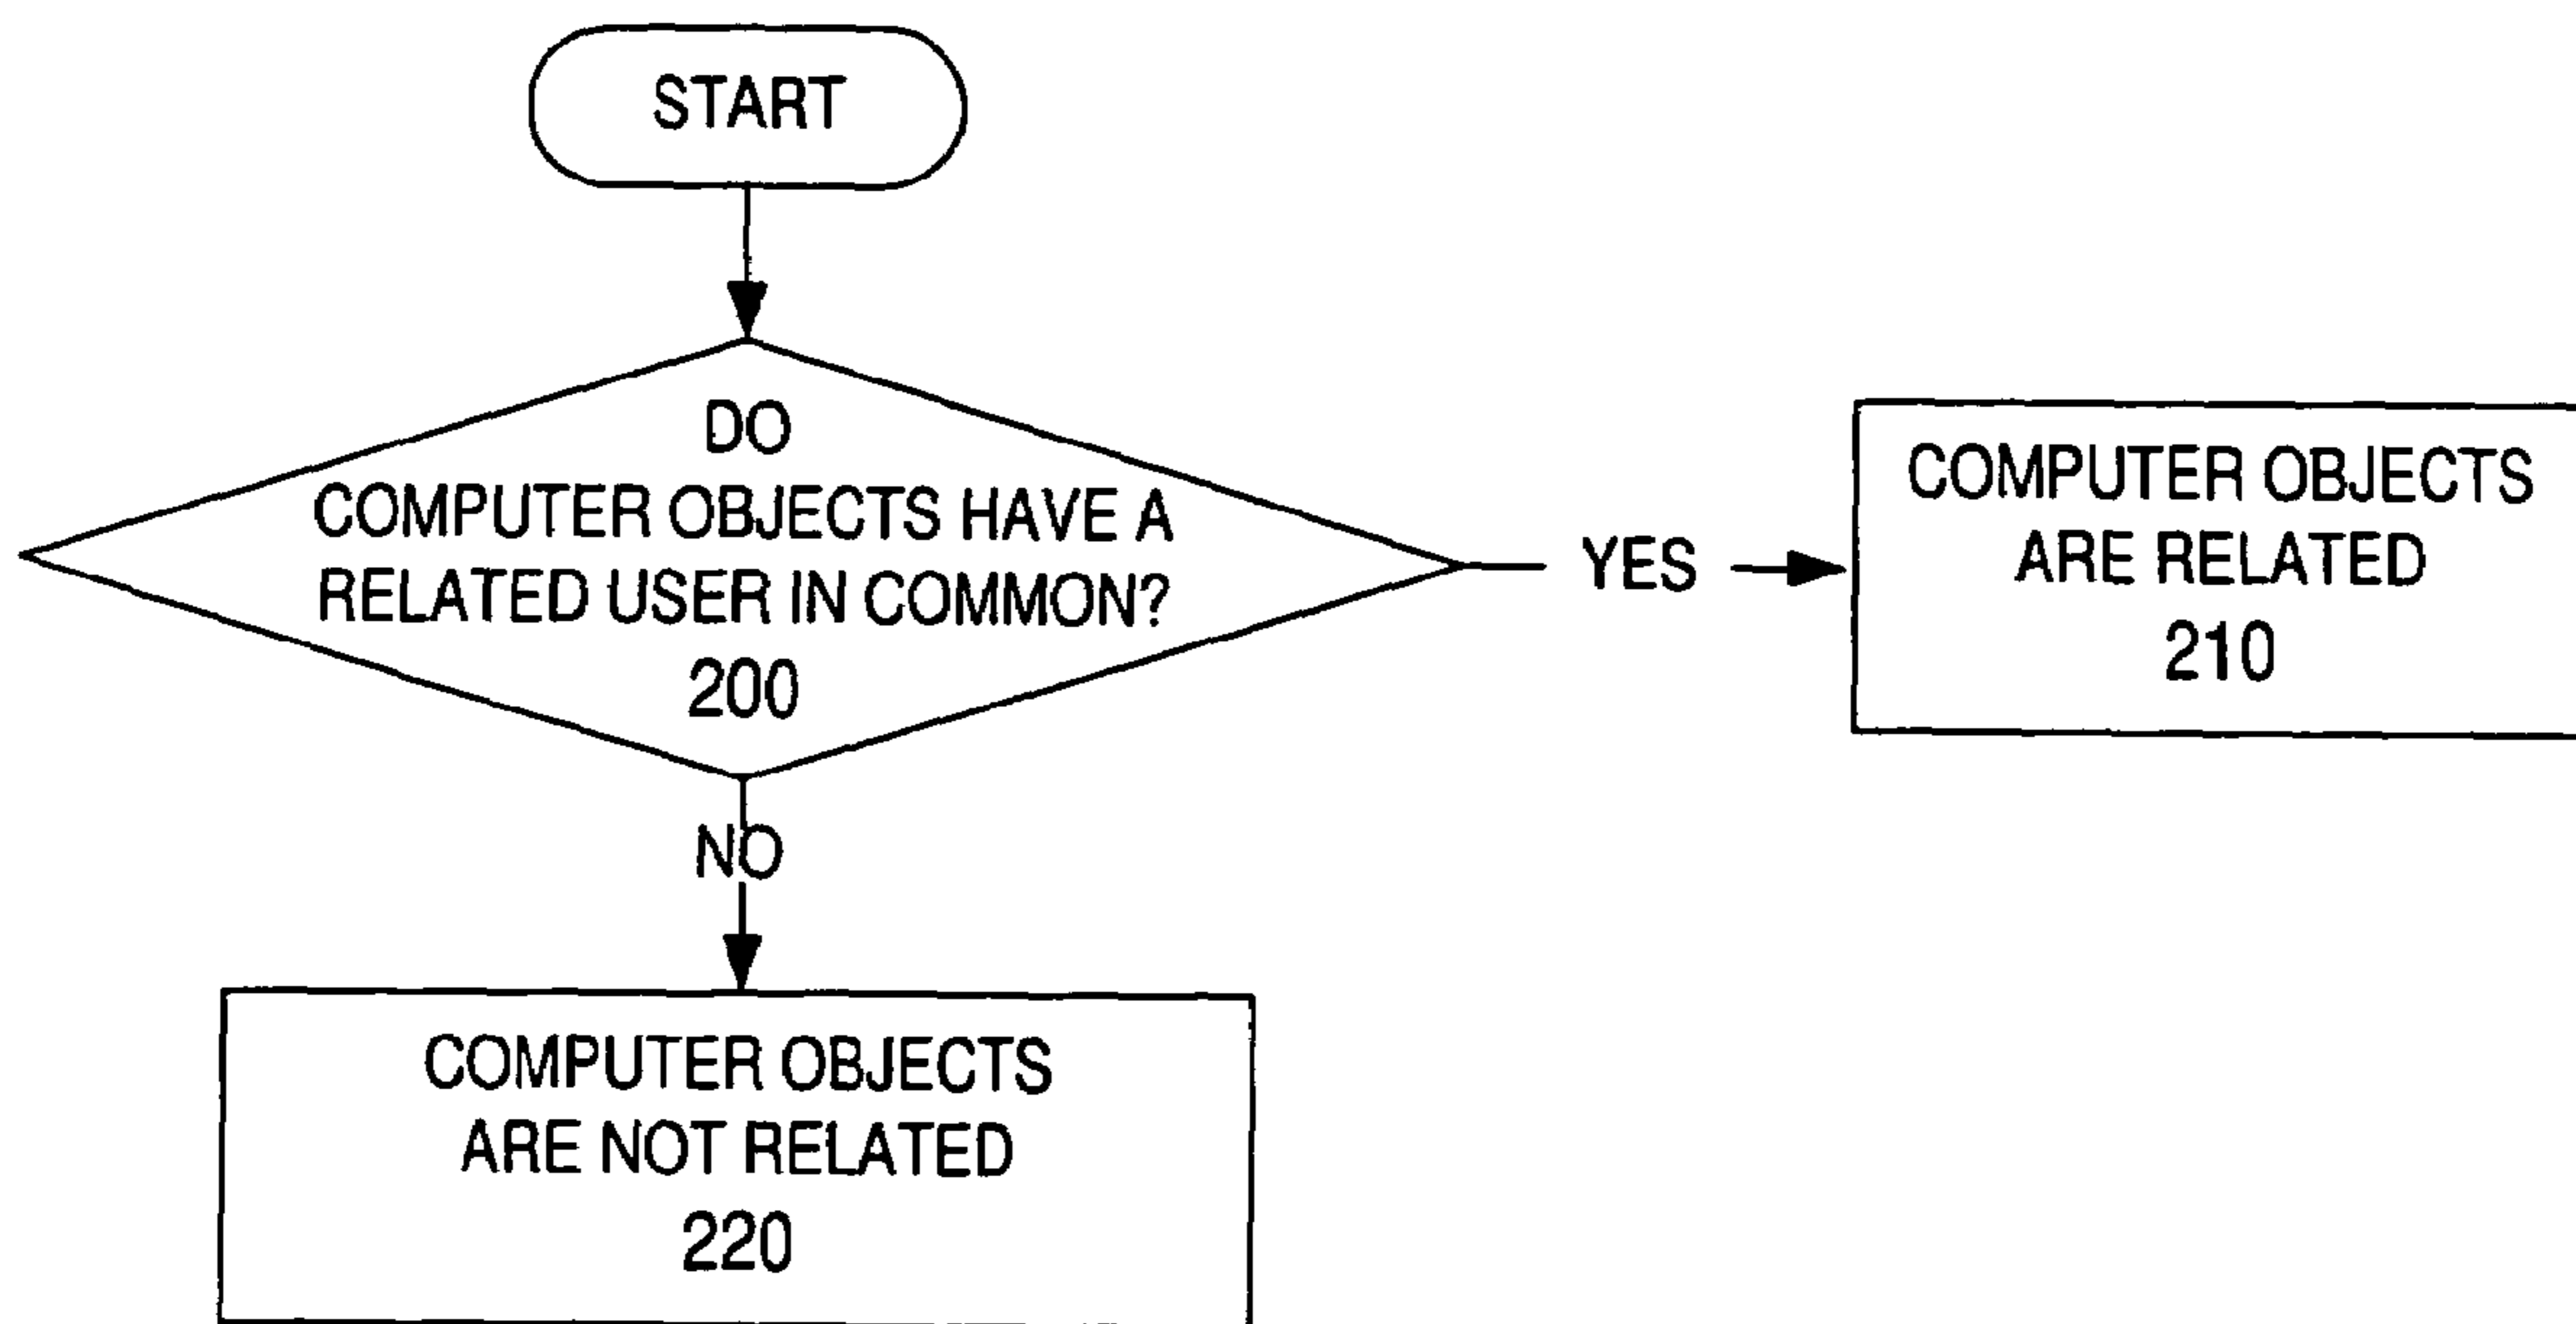 START
DO
COMPUTER OBJECTS HAVE A
RELATED USER IN COMMON?
200
YES
COMPUTER OBJECTS
ARE RELATED
210
NO
COMPUTER OBJECTS
ARE NOT RELATED
220